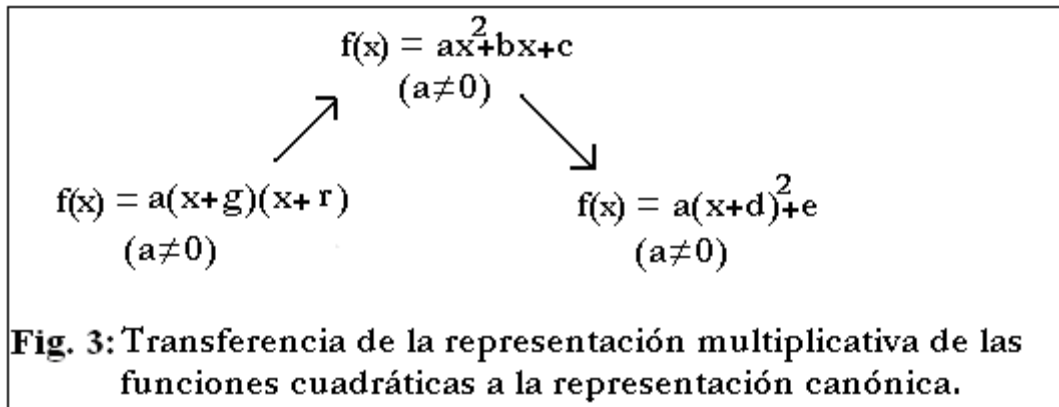 f(x) = ax²+bx+c
(a≠0)
f(x) = a(x+g)(x+r)
(a≠0)
f(x) = a(x+d)²+e
(a≠0)
Fig. 3: Transferencia de la representación multiplicativa de las
funciones cuadráticas a la representación canónica.